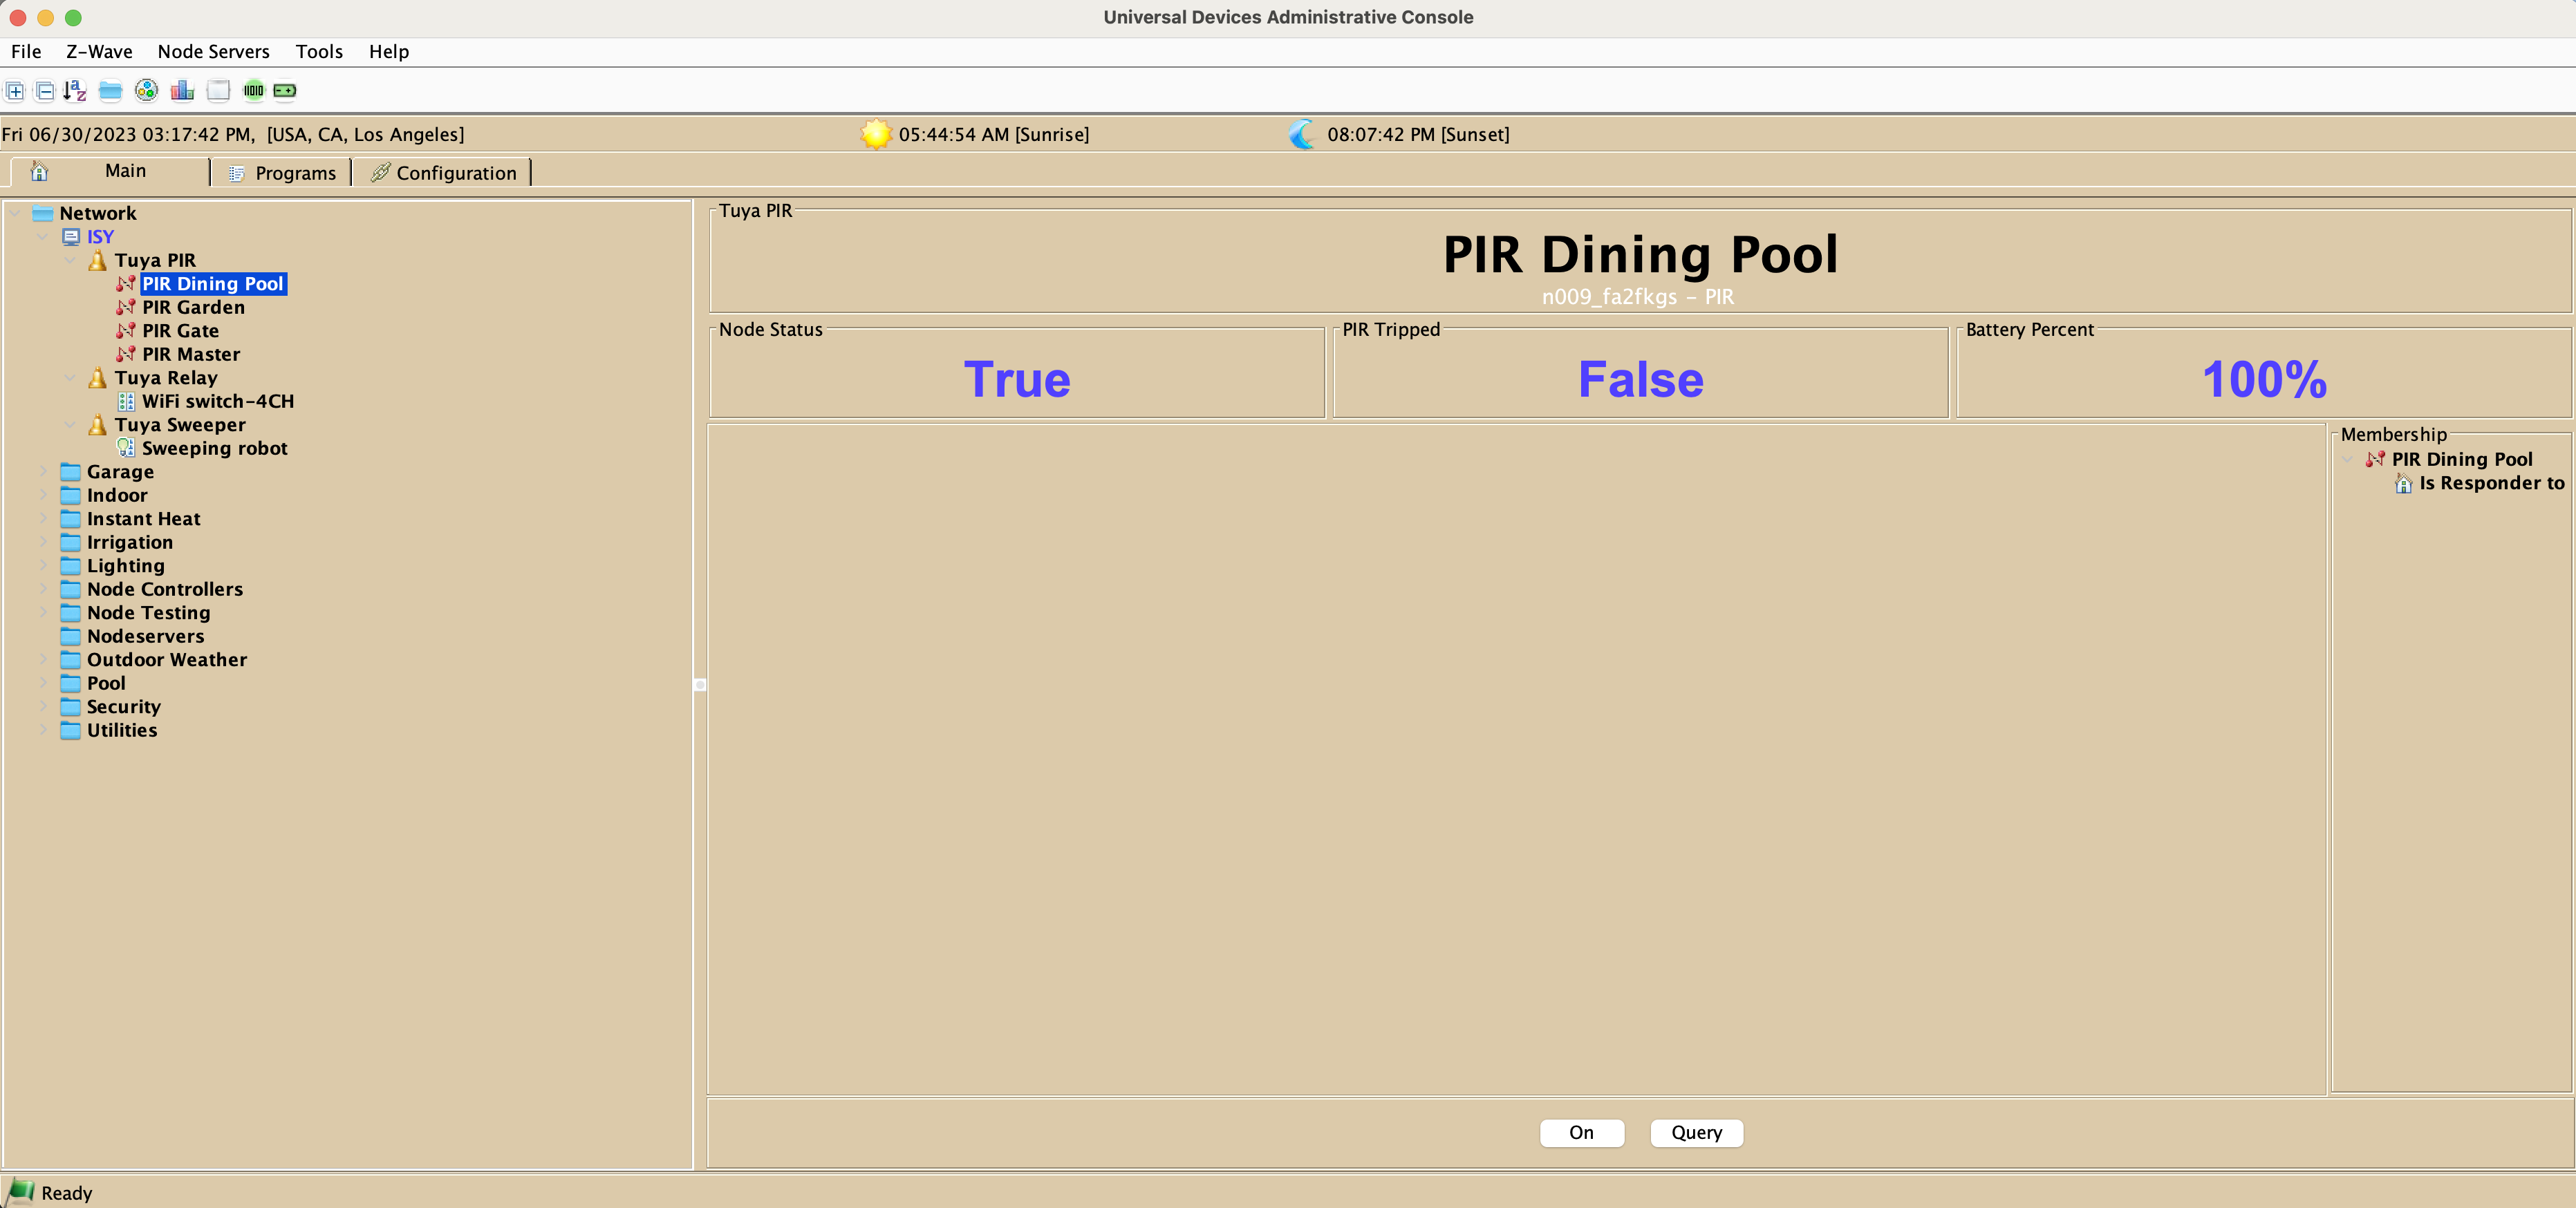 Universal Devices Administrative Console
File Z-Wave Node Servers Tools Help
Fri 06/30/2023 03:17:42 PM, [USA, CA, Los Angeles]
05:44:54 AM [Sunrise]
08:07:42 PM [Sunset]
Main
Programs
Configuration
Network
ISY
Tuya PIR
PIR Dining Pool
PIR Garden
PIR Gate
PIR Master
Tuya Relay
WiFi switch-4CH
Tuya Sweeper
Sweeping robot
Garage
Indoor
Instant Heat
Irrigation
Lighting
Node Controllers
Node Testing
Nodeservers
Outdoor Weather
Pool
Security
Utilities
Tuya PIR
PIR Dining Pool
n009_fa2fkgs - PIR
Node Status
True
PIR Tripped
False
Battery Percent
100%
Membership
PIR Dining Pool
Is Responder to
On
Query
Ready